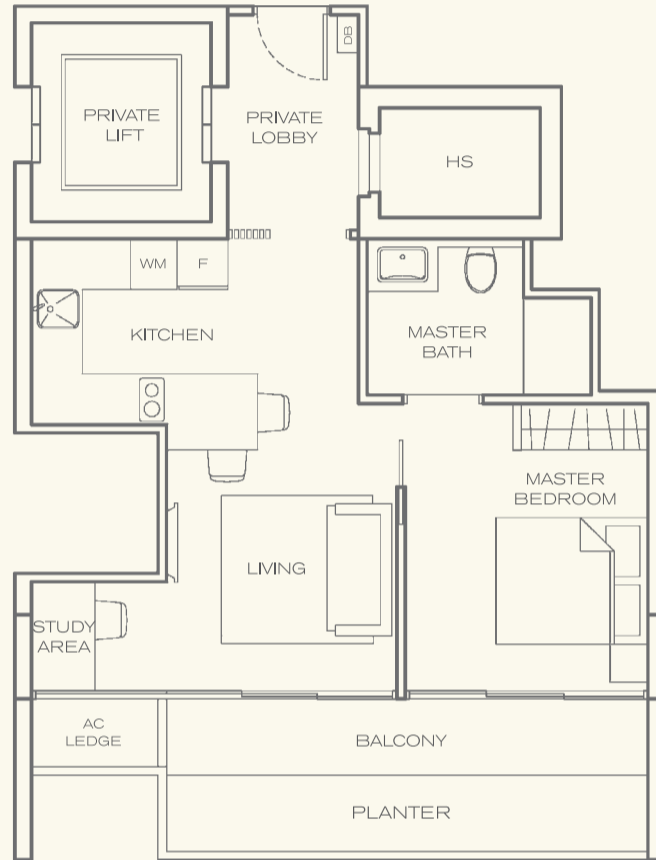 DB
PRIVATE
LIFT
PRIVATE
LOBBY
HS
WM
F
KITCHEN
MASTER
BATH
MASTER
BEDROOM
LIVING
STUDY
AREA
AC
LEDGE
BALCONY
PLANTER